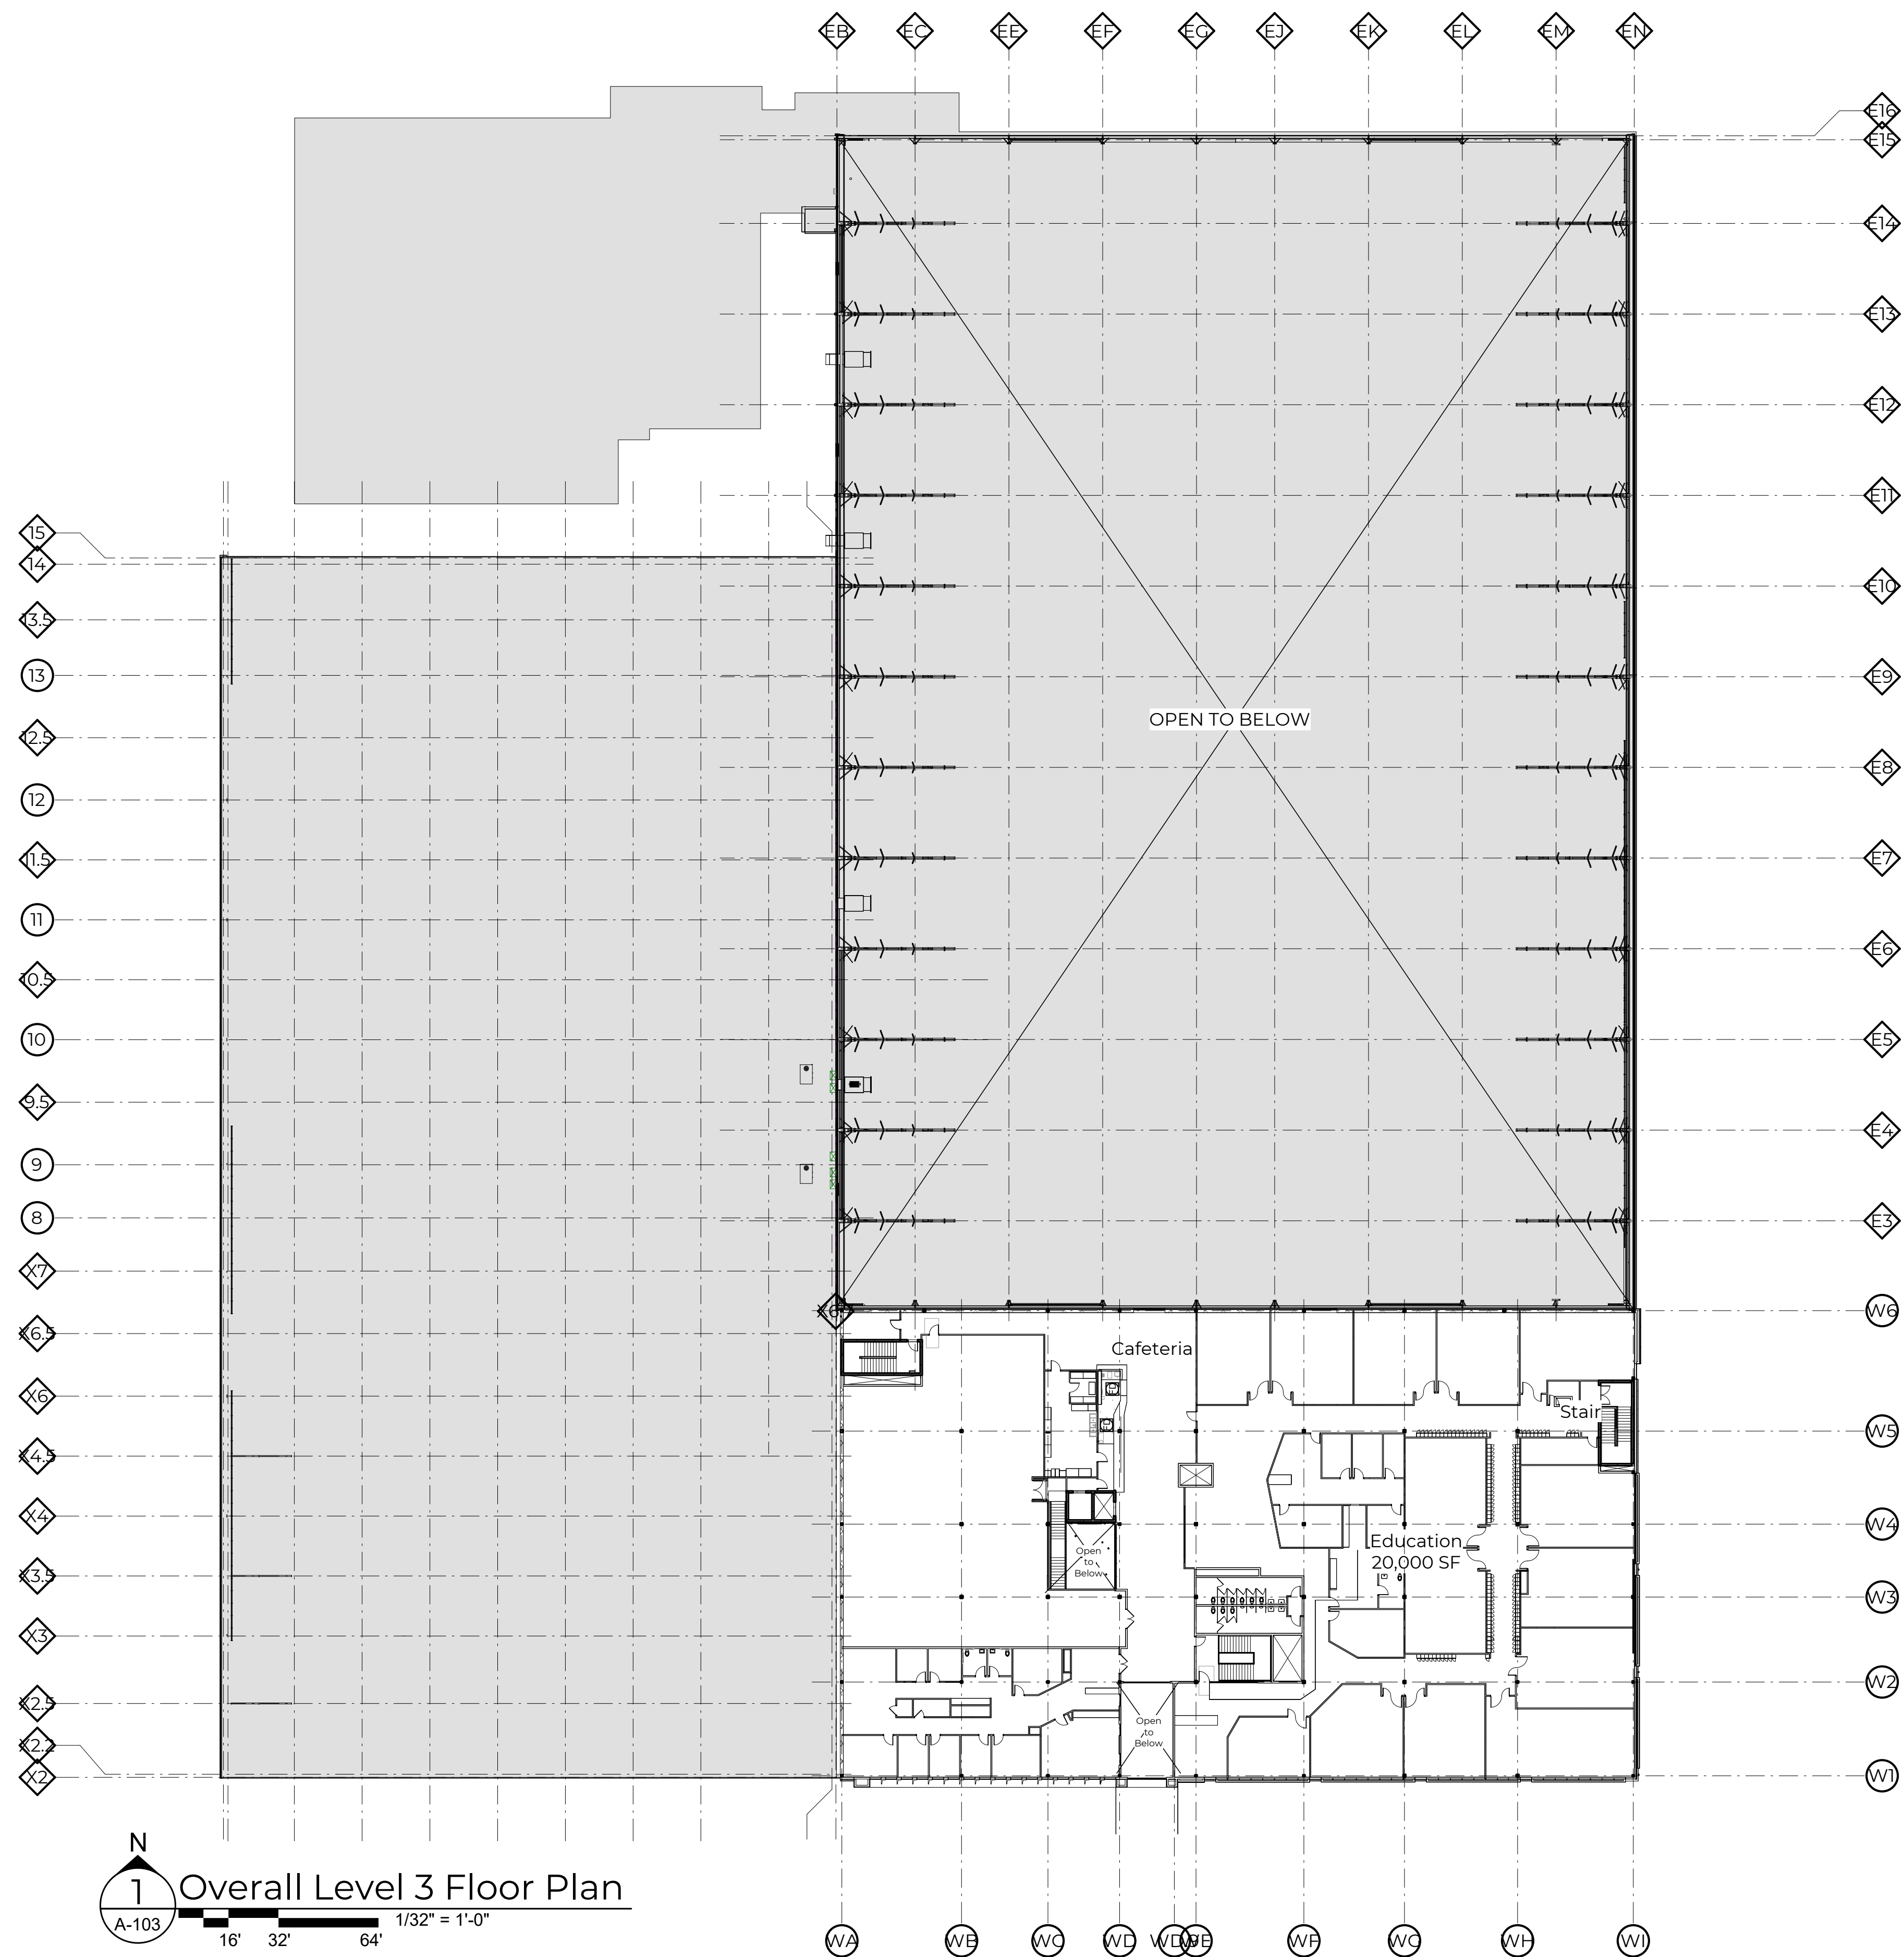 EB EC EE EF EG EJ EK EL EM EN
E16
E15
E14
E13
E12
E11
15
14
E10
13.5
13
E9
OPEN TO BELOW
12.5
E8
12
11.5
E7
11
E6
10.5
10
E5
9.5
E4
9
8
E3
X7
W6
X6.5
Cafeteria
X6
Stair
W5
X4.5
X4
W4
Education
20,000 SF
Open
to
Below
X3.5
W3
X3
W2
X2.5
Open
to
Below
X2.2
X2
W1
N
1
A-103
Overall Level 3 Floor Plan
1/32" = 1'-0"
16' 32' 64'
WA WB WC WD WE WF WG WH WI